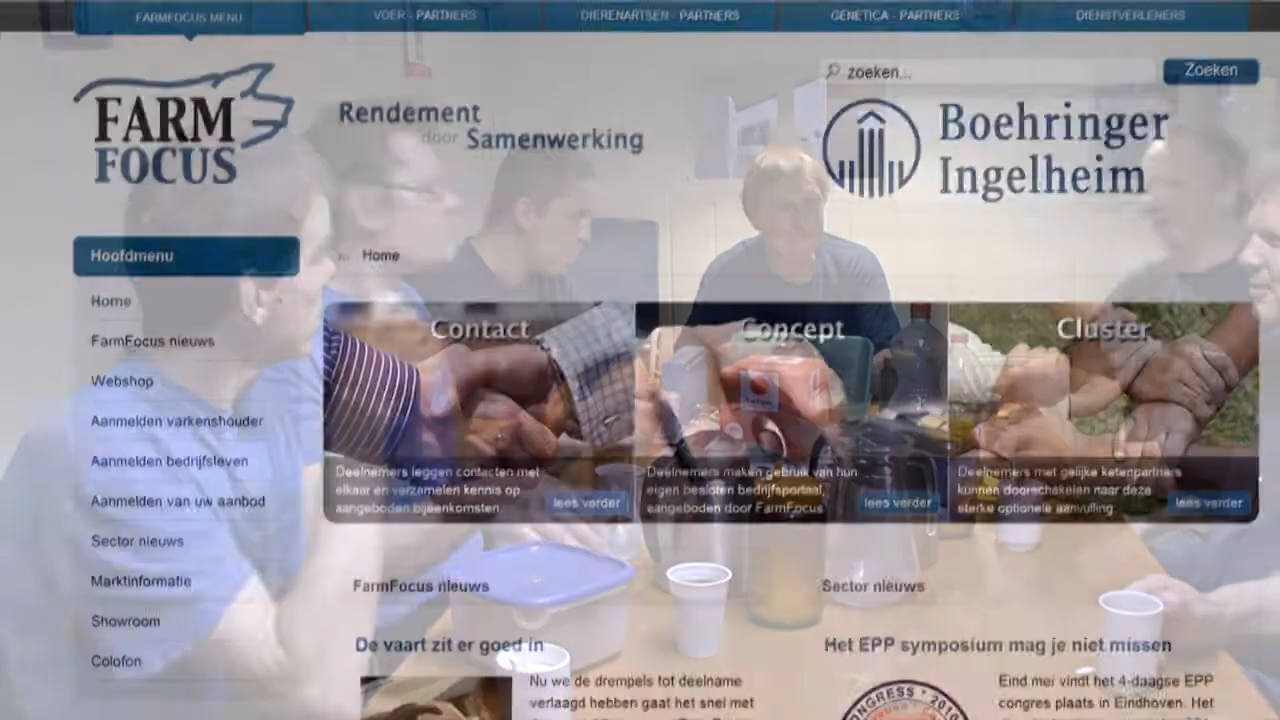 FARMFOCUS MENU
VOER - PARTNERS
DIERENARTSEN - PARTNERS
GENETICA - PARTNERS
DIENSTVERLENERS
zoeken...
Zoeken
FARM
FOCUS
Rendement
door Samenwerking
Boehringer
Ingelheim
Hoofdmenu
Home
FarmFocus nieuws
Webshop
Aanmelden varkenshouder
Aanmelden bedrijfsleven
Aanmelden van uw aanbod
Sector nieuws
Marktinformatie
Showroom
Colofon
Home
Contact
Deelnemers leggen contacten met
elkaar en verzamelen kennis op
aangeboden bijeenkomsten.
lees verder
Concept
Deelnemers maken gebruik van hun
eigen besloten bedrijfsportaal,
aangeboden door FarmFocus
lees verder
Cluster
Deelnemers met gelijke ketenpartners
kunnen doorschakelen naar deze
sterke optionele aanvulling.
lees verder
FarmFocus nieuws
De vaart zit er goed in
Nu we de drempels tot deelname
verlaagd hebben gaat het snel met
Sector nieuws
Het EPP symposium mag je niet missen
CONGRESS * 2016
Eind mei vindt het 4-daagse EPP
congres plaats in Eindhoven. Het